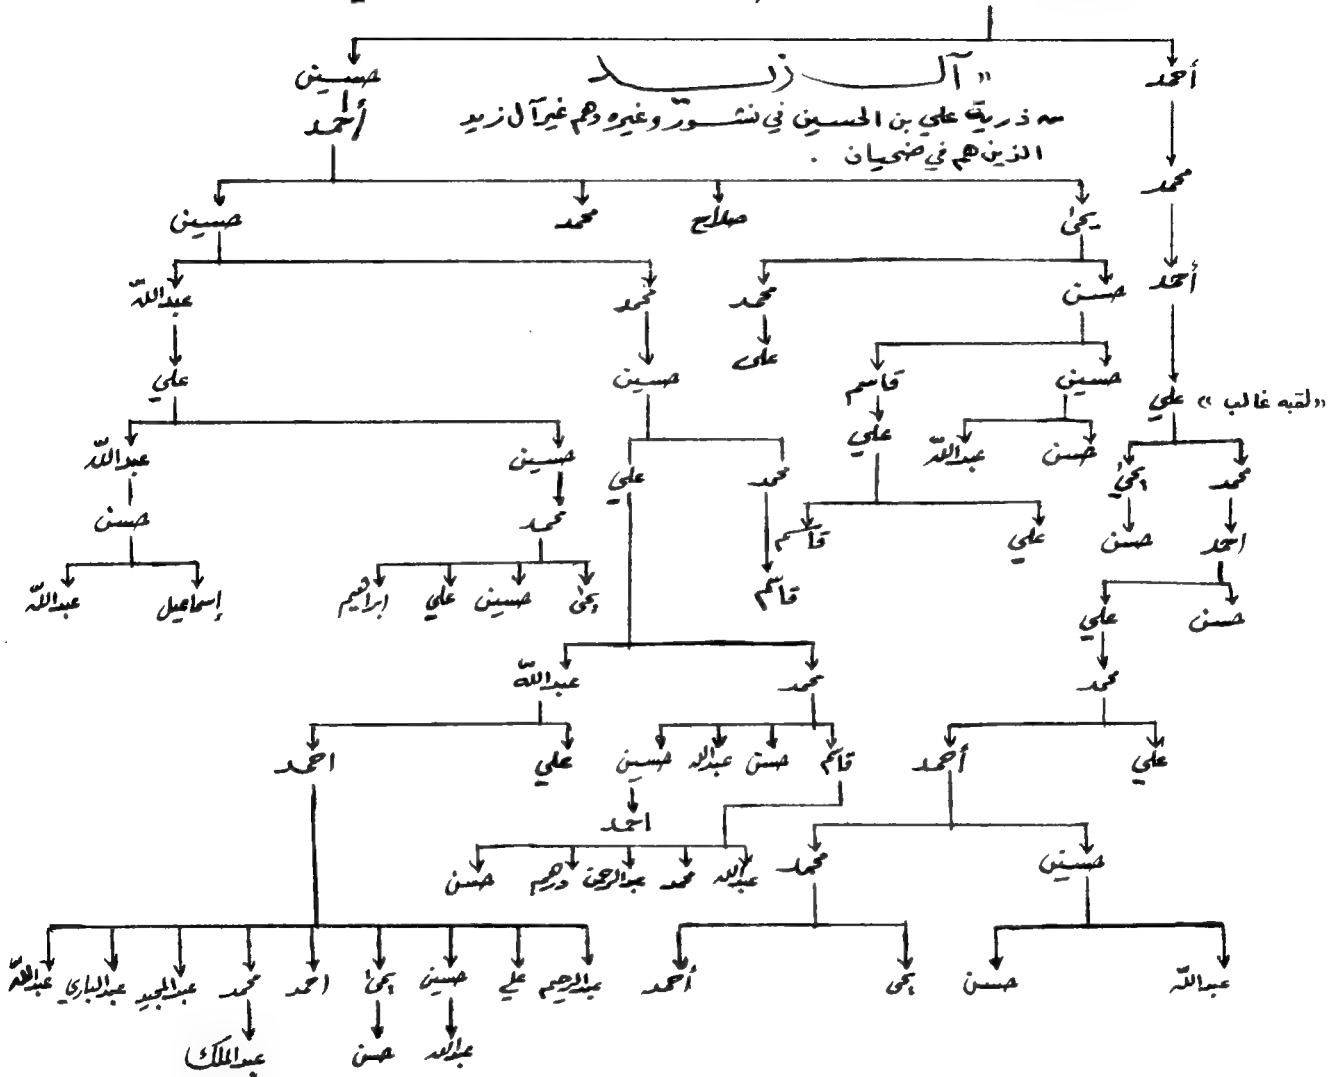 « آل زيد
من ذرية علي بن الحسين في نشور وغيره وهم غير آل زيد
الذين هم في ضحيان .
أحمد
حسين
أحمد
محمد
يحيى
صلاح
محمد
حسين
أحمد
حسن
محمد
محمد
عبدالله
علي
حسين
علي
«لقبه غالب»
علي
حسين
قاسم
حسن
عبدالله
علي
محمد
يحيى
محمد
علي
حسين
عبدالله
احمد
حسن
علي
قاسم
محمد
حسن
قاسم
يحيى
حسين
علي
ابراهيم
إسماعيل
عبدالله
حسن
علي
محمد
محمد
عبدالله
علي
أحمد
قاسم
حسن
عبدالله
حسين
علي
احمد
احمد
حسين
محمد
عبدالله
محمد
عبدالرحمن
درهم
حسن
عبدالله
حسن
يحيى
أحمد
عبدالرحيم
علي
حسين
يحيى
احمد
محمد
عبدالمجيد
عبدالباري
عبدالله
عبدالله
حسن
عبدالملك